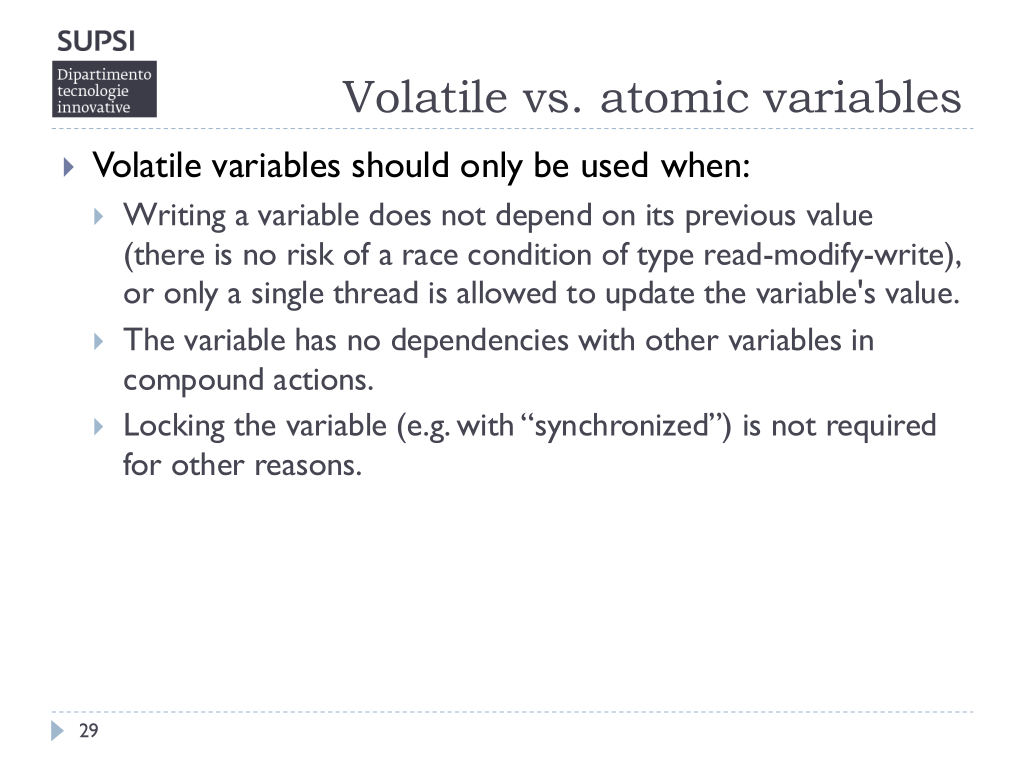 SUPSI
Dipartimento
tecnologie
innovative
Volatile vs. atomic variables
Volatile variables should only be used when:
Writing a variable does not depend on its previous value
(there is no risk of a race condition of type read-modify-write),
or only a single thread is allowed to update the variable's value.
The variable has no dependencies with other variables in
compound actions.
Locking the variable (e.g. with “synchronized”) is not required
for other reasons.
29